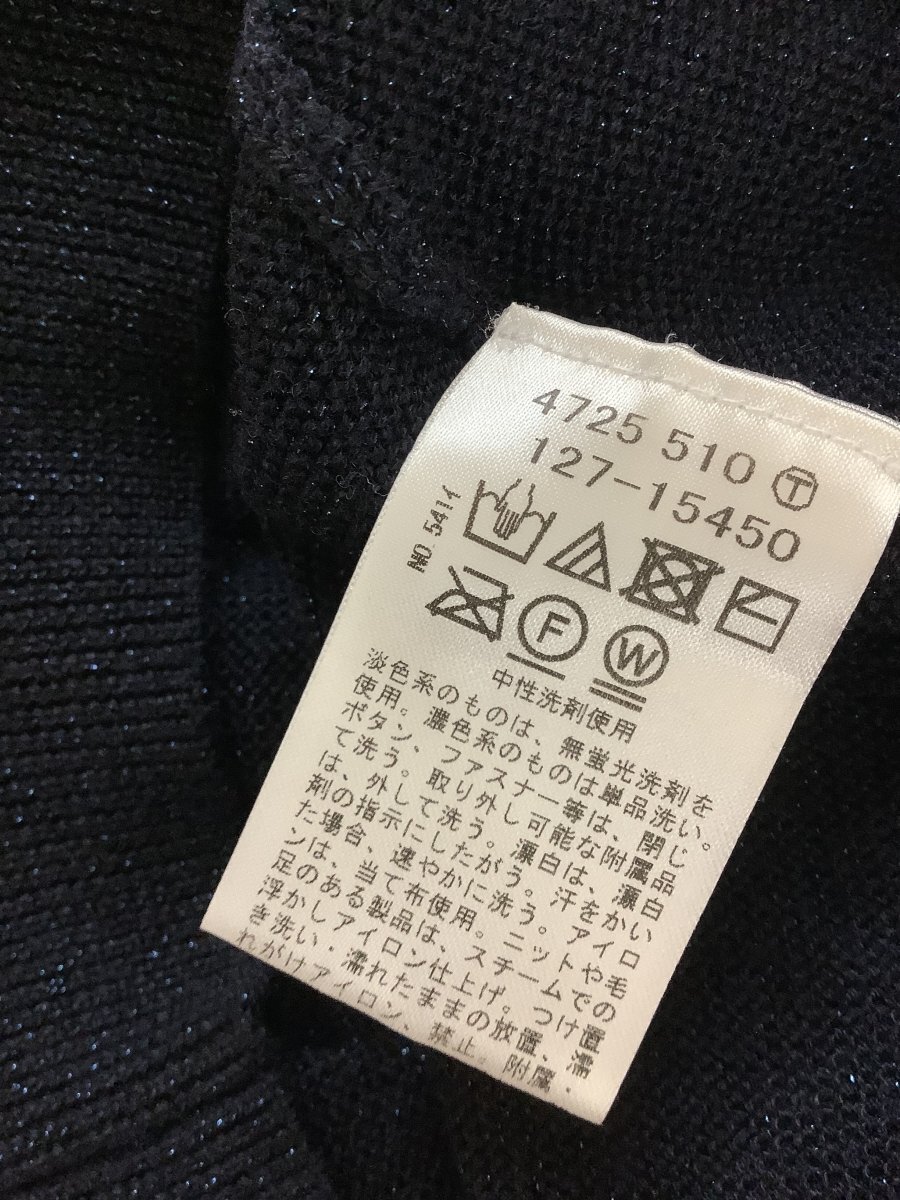 4725 510 Ⓣ
127-15450
NO. 541イ
F
W
中性洗剤使用
淡色系のものは、無蛍光洗剤を
使用。濃色系のものは単品洗い。
ボタン、ファスナー等は、閉じ
て洗う。取り外し可能な附属品
は、外して洗う。漂白は、漂白
剤の指示にしたがう。汗をかい
た場合、速やかに洗う。アイロ
ンは、当て布使用。ニットや毛
足のある製品は、スチームでの
浮かしアイロン仕上げ。つけ置
き洗い・濡れたままの放置、濡
れがけアイロン、禁止。附属・